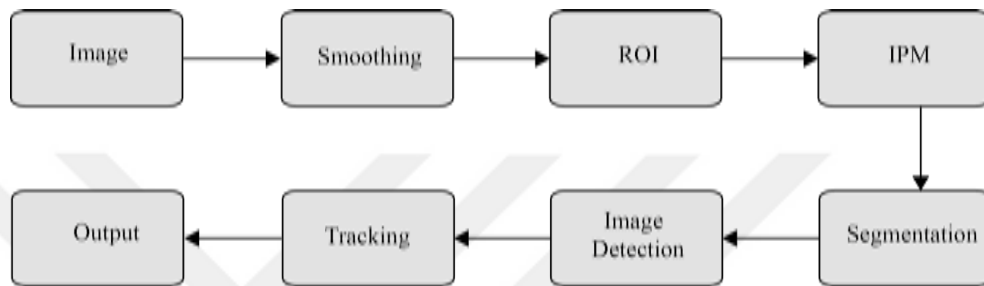 Image
Smoothing
ROI
IPM
Segmentation
Image
Detection
Tracking
Output